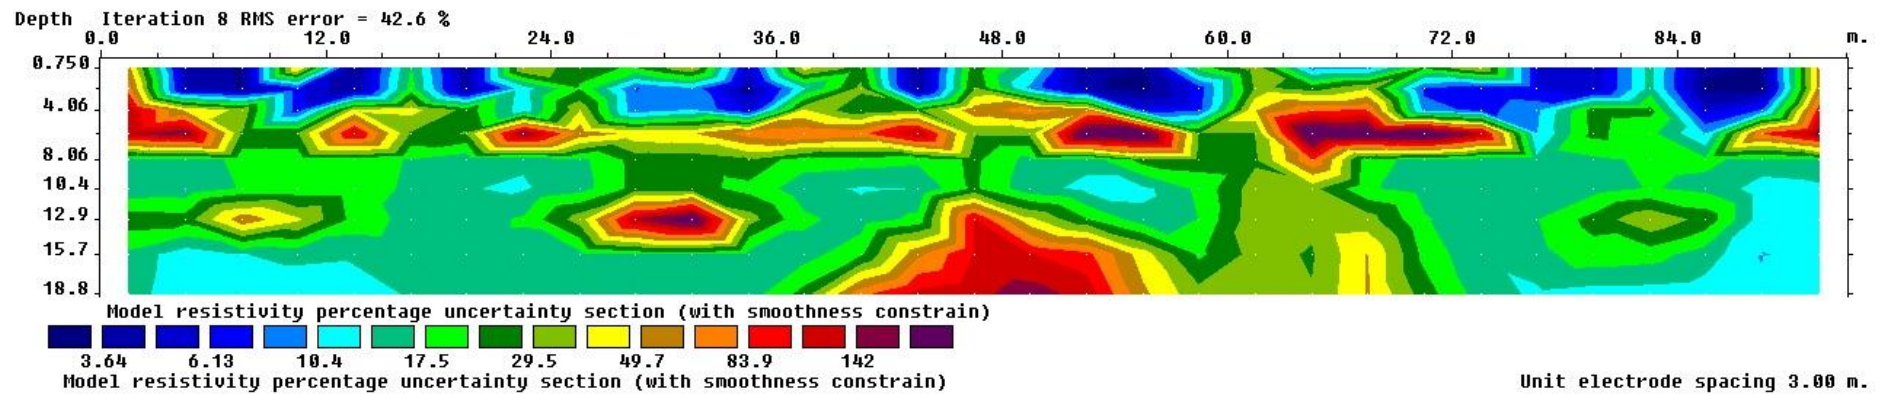 Depth Iteration 8 RMS error = 42.6 %
0.0 12.0 24.0 36.0 48.0 60.0 72.0 84.0 m.
0.750
4.06
8.06
10.4
12.9
15.7
18.8
Model resistivity percentage uncertainty section (with smoothness constrain)
3.64 6.13 10.4 17.5 29.5 49.7 83.9 142
Model resistivity percentage uncertainty section (with smoothness constrain)
Unit electrode spacing 3.00 m.